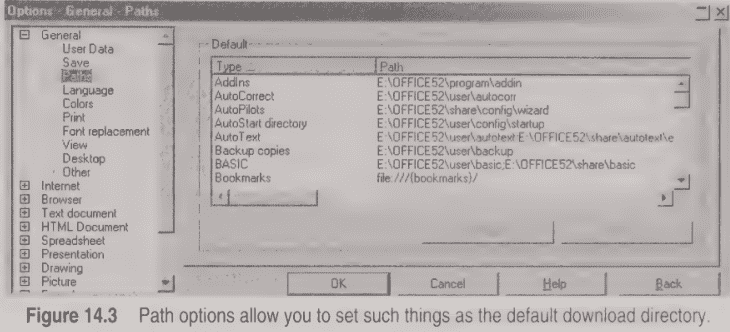 Options - General - Paths
General
User Data
Save
Paths
Language
Colors
Print
Font replacement
View
Desktop
Other
Internet
Browser
Text document
HTML Document
Spreadsheet
Presentation
Drawing
Picture
Default
Type Path
AddIns E:\OFFICE52\program\addin
AutoCorrect E:\OFFICE52\user\autocorr
AutoPilots E:\OFFICE52\share\config\wizard
AutoStart directory E:\OFFICE52\user\config\startup
AutoText E:\OFFICE52\user\autotext;E:\OFFICE52\share\autotext\e
Backup copies E:\OFFICE52\user\backup
BASIC E:\OFFICE52\user\basic;E:\OFFICE52\share\basic
Bookmarks file:///(bookmarks)/
OK Cancel Help Back
Figure 14.3 Path options allow you to set such things as the default download directory.